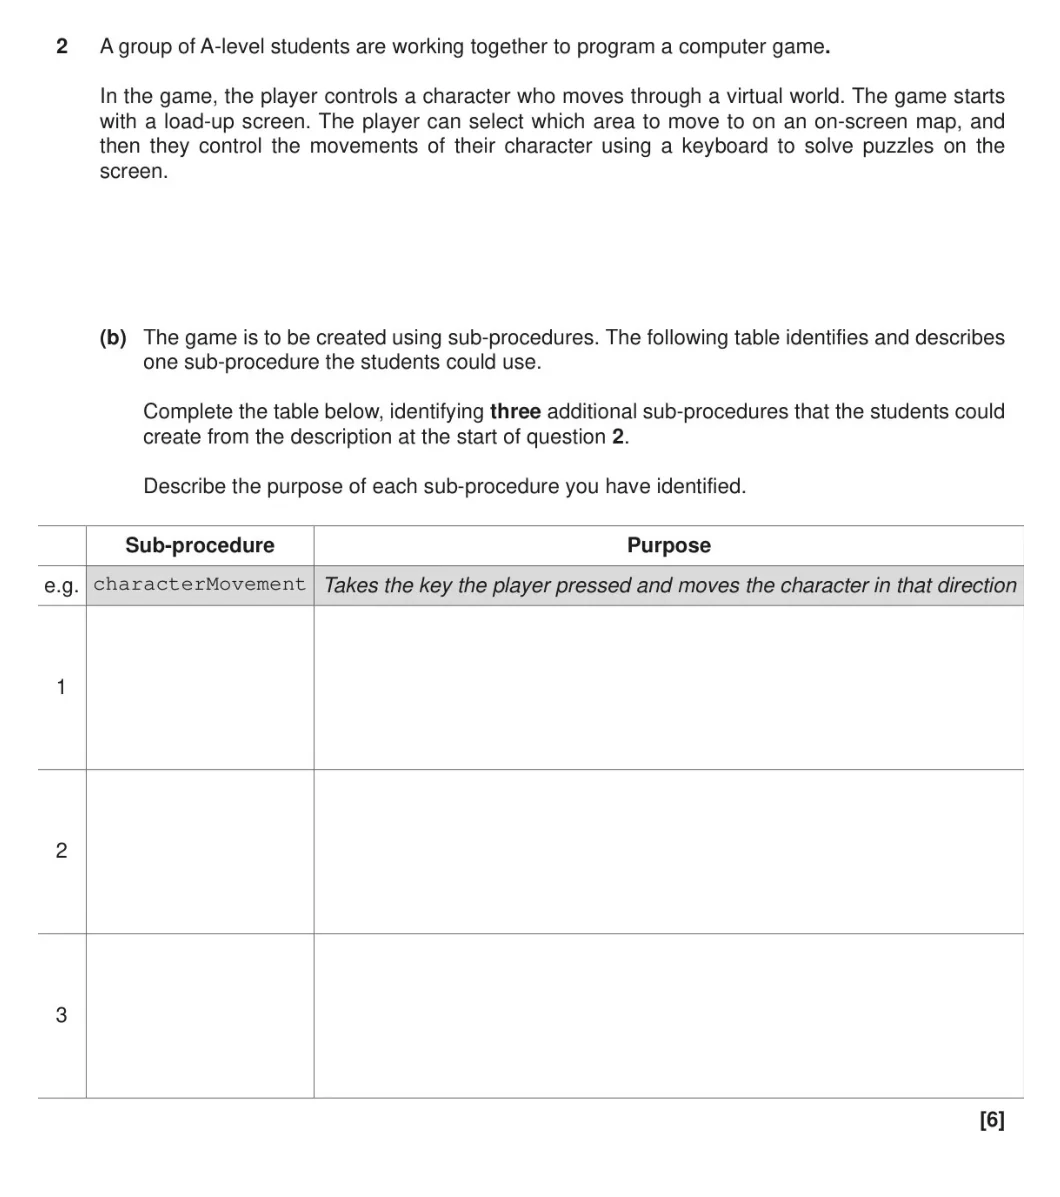 2 A group of A-level students are working together to program a computer game.
In the game, the player controls a character who moves through a virtual world. The game starts
with a load-up screen. The player can select which area to move to on an on-screen map, and
then they control the movements of their character using a keyboard to solve puzzles on the
screen.
(b) The game is to be created using sub-procedures. The following table identifies and describes
one sub-procedure the students could use.
Complete the table below, identifying three additional sub-procedures that the students could
create from the description at the start of question 2.
Describe the purpose of each sub-procedure you have identified.
Sub-procedure Purpose
e.g. characterMovement Takes the key the player pressed and moves the character in that direction
1
2
3
[6]